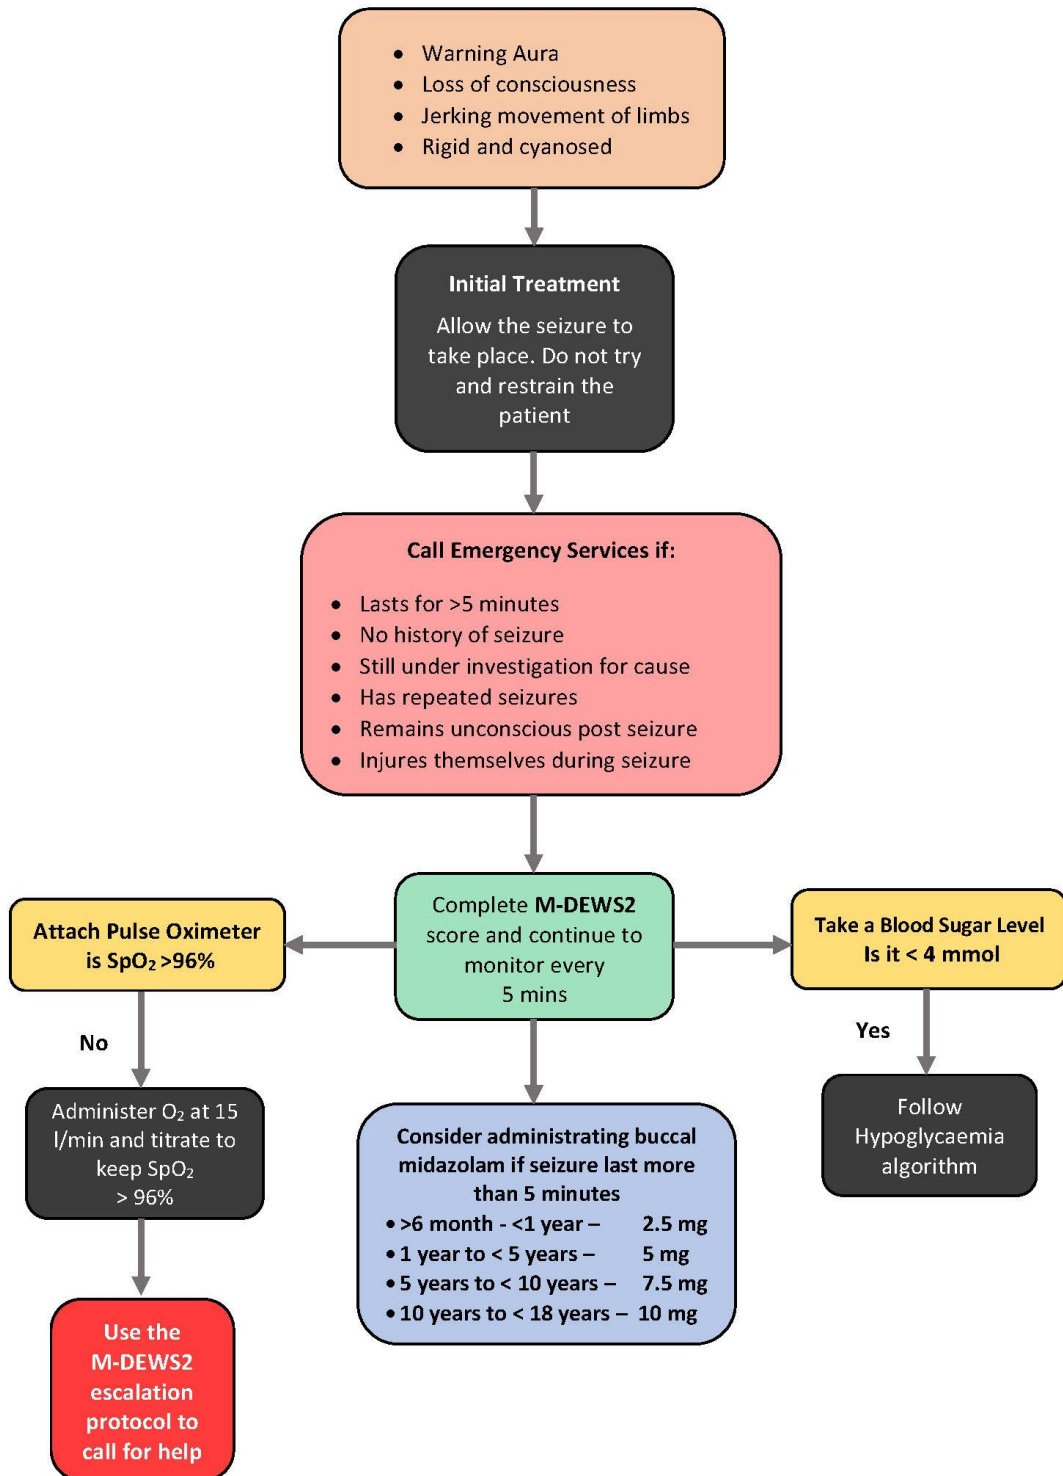 • Warning Aura
• Loss of consciousness
• Jerking movement of limbs
• Rigid and cyanosed
Initial Treatment
Allow the seizure to
take place. Do not try
and restrain the
patient
Call Emergency Services if:
• Lasts for >5 minutes
• No history of seizure
• Still under investigation for cause
• Has repeated seizures
• Remains unconscious post seizure
• Injures themselves during seizure
Complete M-DEWS2
score and continue to
monitor every
5 mins
Attach Pulse Oximeter
is SpO₂ >96%
No
Administer O₂ at 15
l/min and titrate to
keep SpO₂
> 96%
Use the
M-DEWS2
escalation
protocol to
call for help
Consider administrating buccal
midazolam if seizure last more
than 5 minutes
• >6 month - <1 year – 2.5 mg
• 1 year to < 5 years – 5 mg
• 5 years to < 10 years – 7.5 mg
• 10 years to < 18 years – 10 mg
Take a Blood Sugar Level
Is it < 4 mmol
Yes
Follow
Hypoglycaemia
algorithm